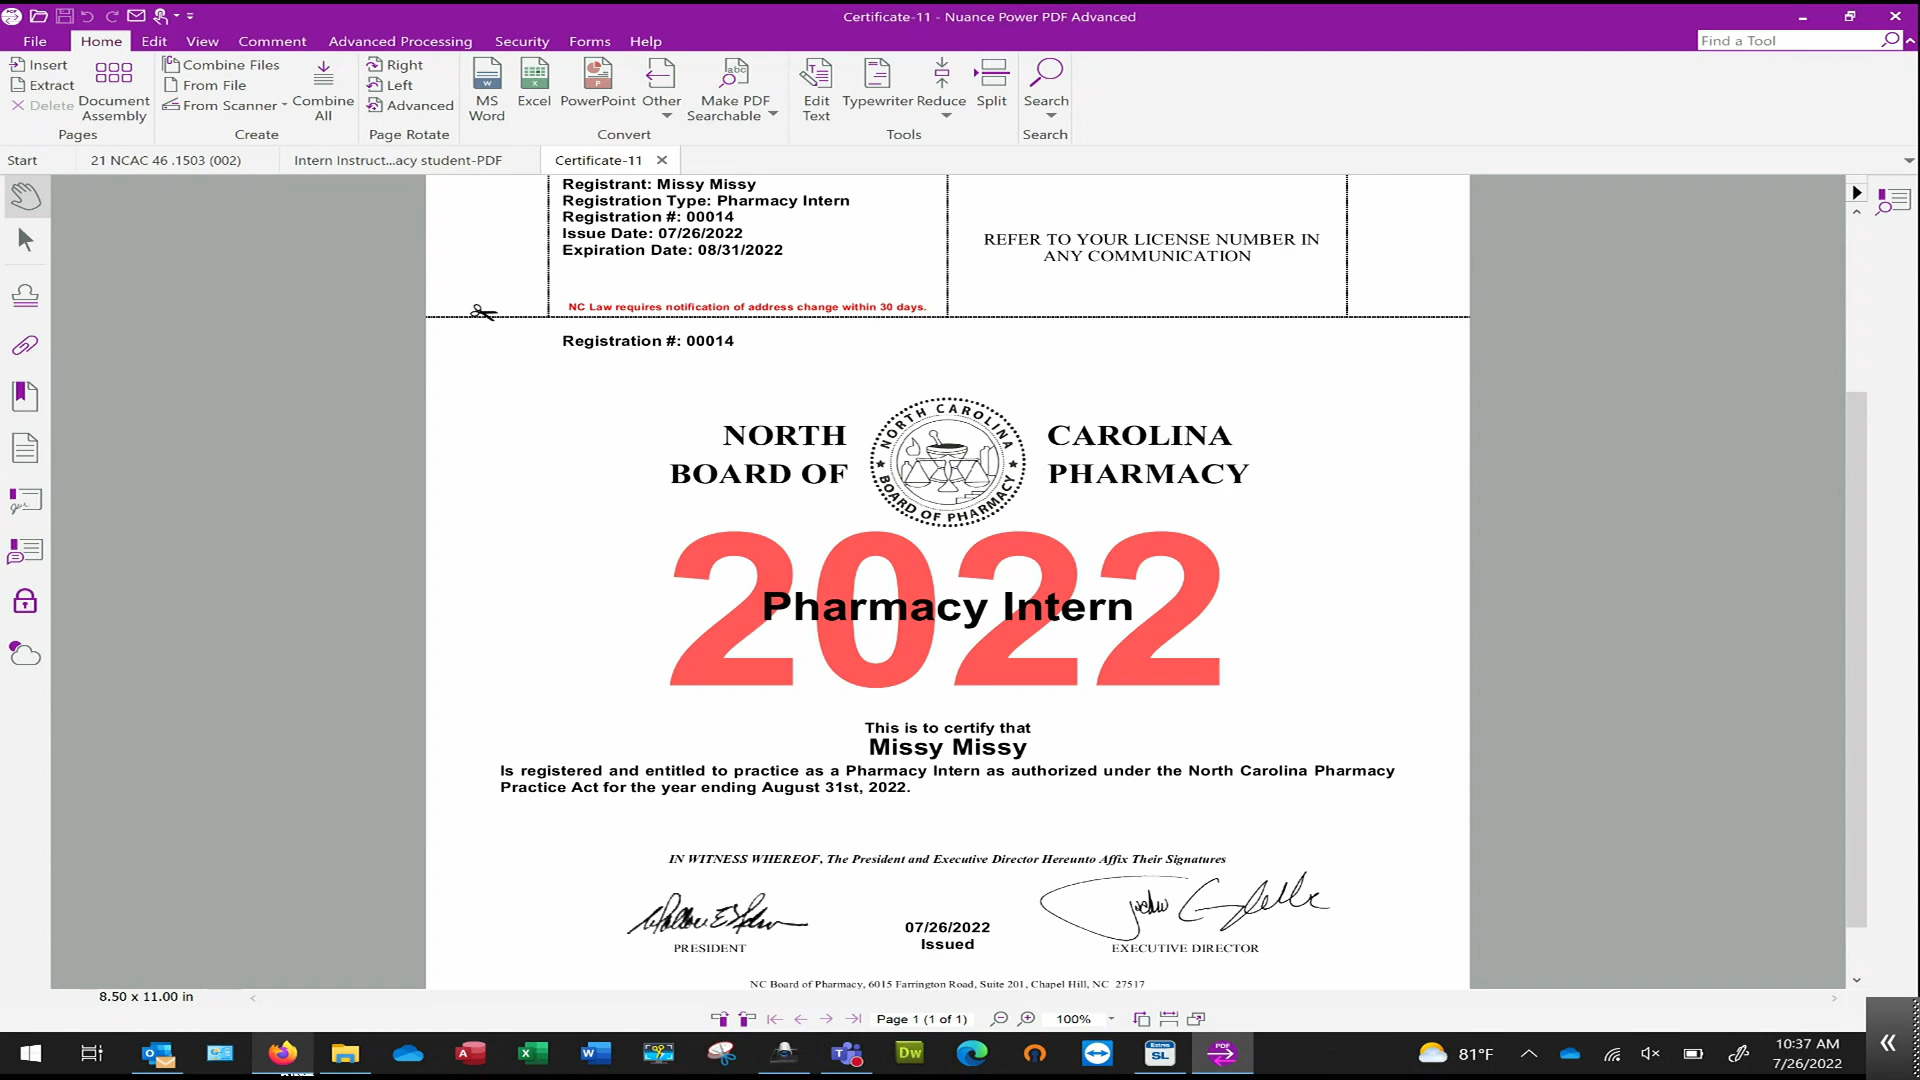 Certificate-11 - Nuance Power PDF Advanced
File Home Edit View Comment Advanced Processing Security Forms Help
Find a Tool
Insert
Extract
Delete
Document
Assembly
Pages
Combine Files
From File
From Scanner
Combine
All
Create
Right
Left
Advanced
Page Rotate
MS
Word
Excel
PowerPoint
Other
Make PDF
Searchable
Convert
Edit
Text
Typewriter
Reduce
Split
Tools
Search
Search
Start
21 NCAC 46 .1503 (002)
Intern Instruct...acy student-PDF
Certificate-11
Registrant: Missy Missy
Registration Type: Pharmacy Intern
Registration #: 00014
Issue Date: 07/26/2022
Expiration Date: 08/31/2022
NC Law requires notification of address change within 30 days.
REFER TO YOUR LICENSE NUMBER IN
ANY COMMUNICATION
Registration #: 00014
NORTH CAROLINA
BOARD OF PHARMACY
NORTH CAROLINA
BOARD OF PHARMACY
2022
Pharmacy Intern
This is to certify that
Missy Missy
Is registered and entitled to practice as a Pharmacy Intern as authorized under the North Carolina Pharmacy
Practice Act for the year ending August 31st, 2022.
IN WITNESS WHEREOF, The President and Executive Director Hereunto Affix Their Signatures
PRESIDENT
07/26/2022
Issued
EXECUTIVE DIRECTOR
NC Board of Pharmacy, 6015 Farrington Road, Suite 201, Chapel Hill, NC 27517
8.50 x 11.00 in
Page 1 (1 of 1)
100%
81°F
10:37 AM
7/26/2022